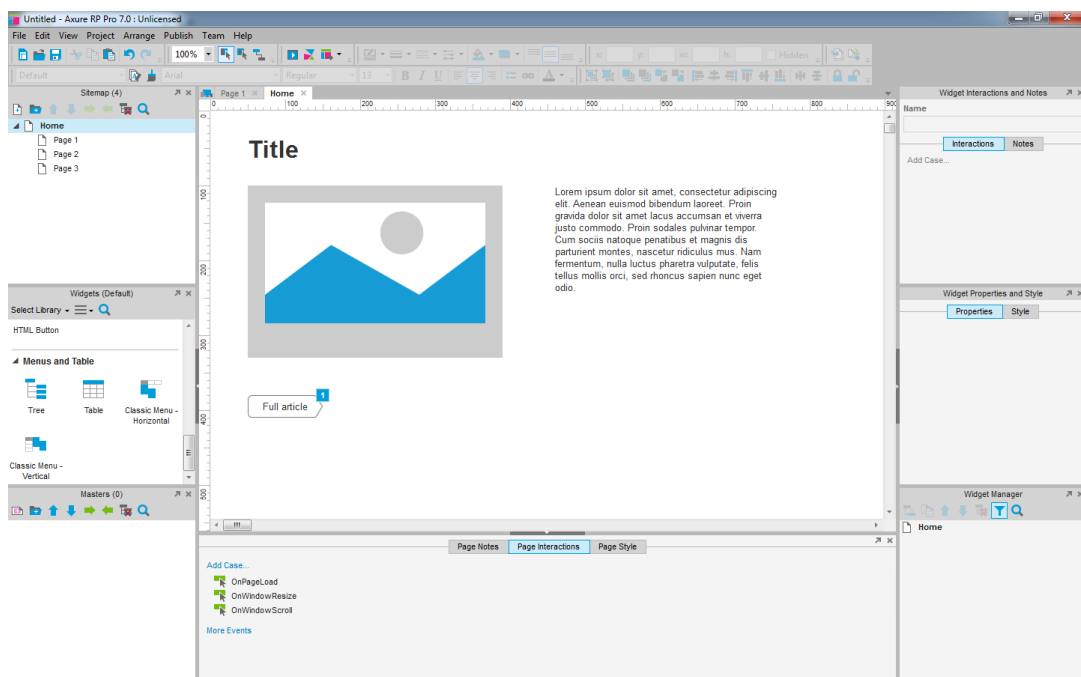 Untitled - Axure RP Pro 7.0 : Unlicensed
File Edit View Project Arrange Publish Team Help
100% x: y: w: h: Hidden
Default Arial Regular 13 B I U
Sitemap (4)
Home
Page 1
Page 2
Page 3
Widgets (Default)
Select Library
HTML Button
Menus and Table
Tree Table Classic Menu - Horizontal
Classic Menu - Vertical
Masters (0)
Page 1 Home
0 100 200 300 400 500 600 700 800 900
0
100
200
300
400
500
Title
Lorem ipsum dolor sit amet, consectetur adipiscing
elit. Aenean euismod bibendum laoreet. Proin
gravida dolor sit amet lacus accumsan et viverra
justo commodo. Proin sodales pulvinar tempor.
Cum sociis natoque penatibus et magnis dis
parturient montes, nascetur ridiculus mus. Nam
fermentum, nulla luctus pharetra vulputate, felis
tellus mollis orci, sed rhoncus sapien nunc eget
odio.
Full article 1
Page Notes Page Interactions Page Style
Add Case...
OnPageLoad
OnWindowResize
OnWindowScroll
More Events
Widget Interactions and Notes
Name
Interactions Notes
Add Case...
Widget Properties and Style
Properties Style
Widget Manager
Home